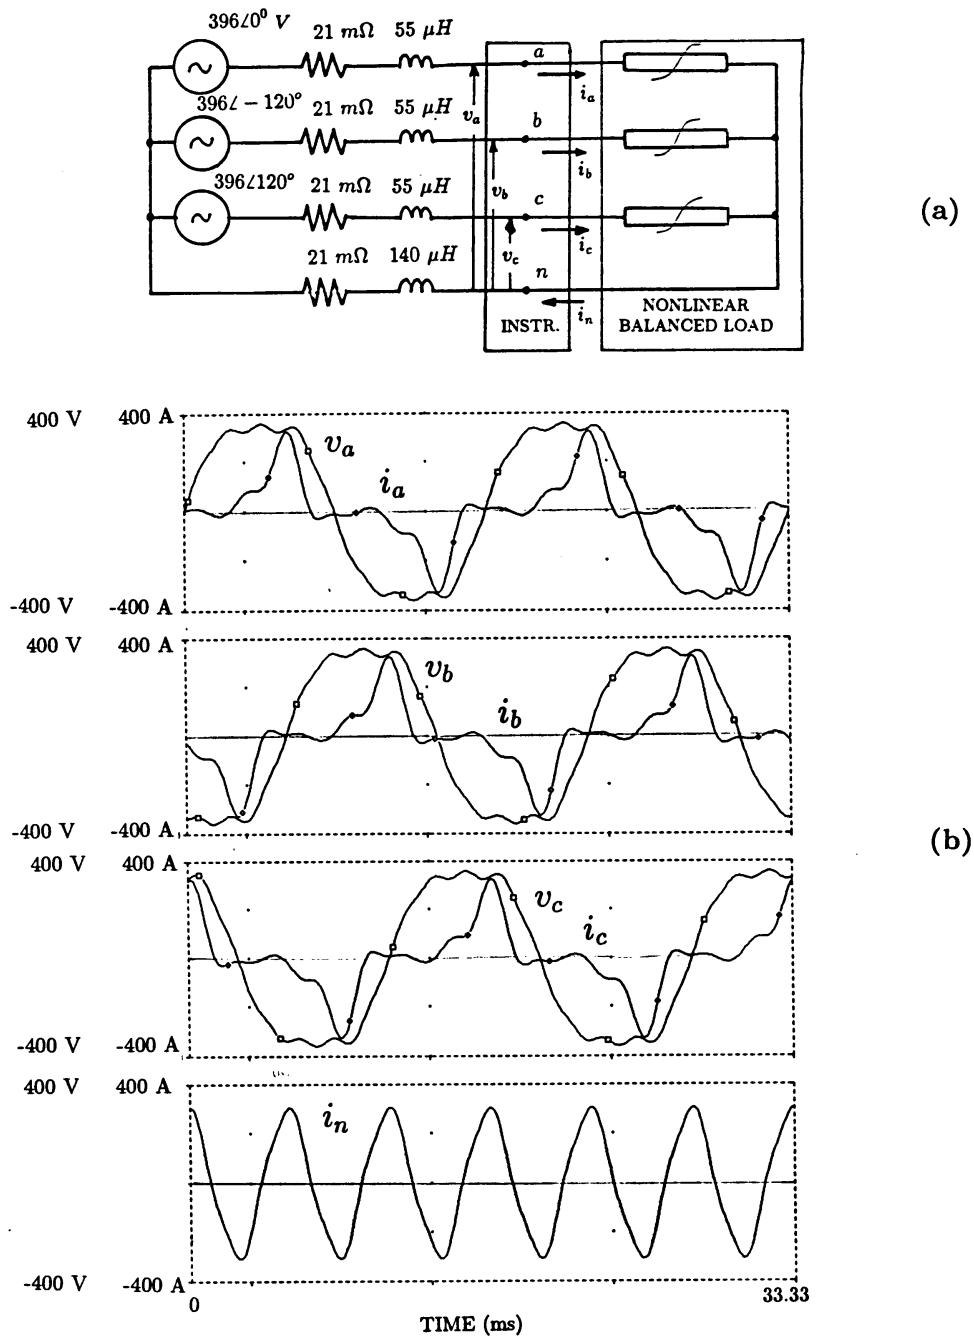 396∠0⁰ V
21 mΩ 55 μH
a
i_a
v_a
396∠ − 120°
21 mΩ 55 μH
b
i_b
v_b
396∠120°
21 mΩ 55 μH
c
i_c
v_c
21 mΩ 140 μH
n
i_n
INSTR.
NONLINEAR
BALANCED LOAD
(a)
400 V 400 A
v_a
i_a
-400 V -400 A
400 V 400 A
v_b
i_b
-400 V -400 A
(b)
400 V 400 A
v_c
i_c
-400 V -400 A
400 V 400 A
i_n
-400 V -400 A
0
33.33
TIME (ms)